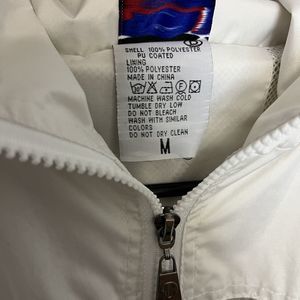 SHELL 100% POLYESTER
PU COATED
LINING
100% POLYESTER
MADE IN CHINA
MACHINE WASH COLD
TUMBLE DRY LOW
DO NOT BLEACH
WASH WITH SIMILAR
COLORS
DO NOT DRY CLEAN
M